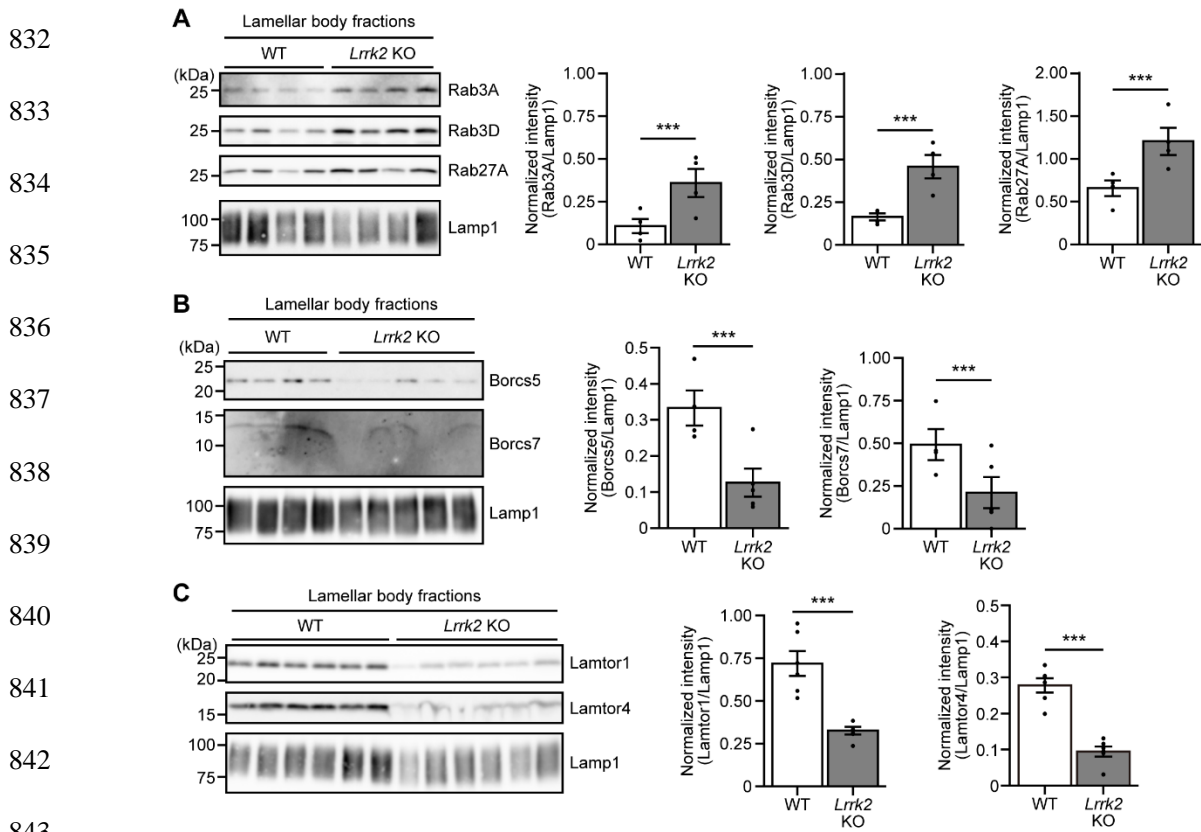 832
833
834
835
836
837
838
839
840
841
842
843
A
Lamellar body fractions
WT Lrrk2 KO
(kDa)
25 Rab3A
25 Rab3D
25 Rab27A
100
75
Lamp1
Normalized intensity
(Rab3A/Lamp1)
1.00
0.75
0.50
0.25
0
***
WT Lrrk2
KO
Normalized intensity
(Rab3D/Lamp1)
1.00
0.75
0.50
0.25
0
***
WT Lrrk2
KO
Normalized intensity
(Rab27A/Lamp1)
2.00
1.50
1.00
0.50
0
***
WT Lrrk2
KO
B
Lamellar body fractions
WT Lrrk2 KO
(kDa)
25
20
Borcs5
15
10
Borcs7
100
75
Lamp1
Normalized intensity
(Borcs5/Lamp1)
0.5
0.4
0.3
0.2
0.1
0
***
WT Lrrk2
KO
Normalized intensity
(Borcs7/Lamp1)
1.00
0.75
0.50
0.25
0
***
WT Lrrk2
KO
C
Lamellar body fractions
WT Lrrk2 KO
(kDa)
25
20
Lamtor1
15
Lamtor4
100
75
Lamp1
Normalized intensity
(Lamtor1/Lamp1)
1.00
0.75
0.50
0.25
0
***
WT Lrrk2
KO
Normalized intensity
(Lamtor4/Lamp1)
0.5
0.4
0.3
0.2
0.1
0
***
WT Lrrk2
KO